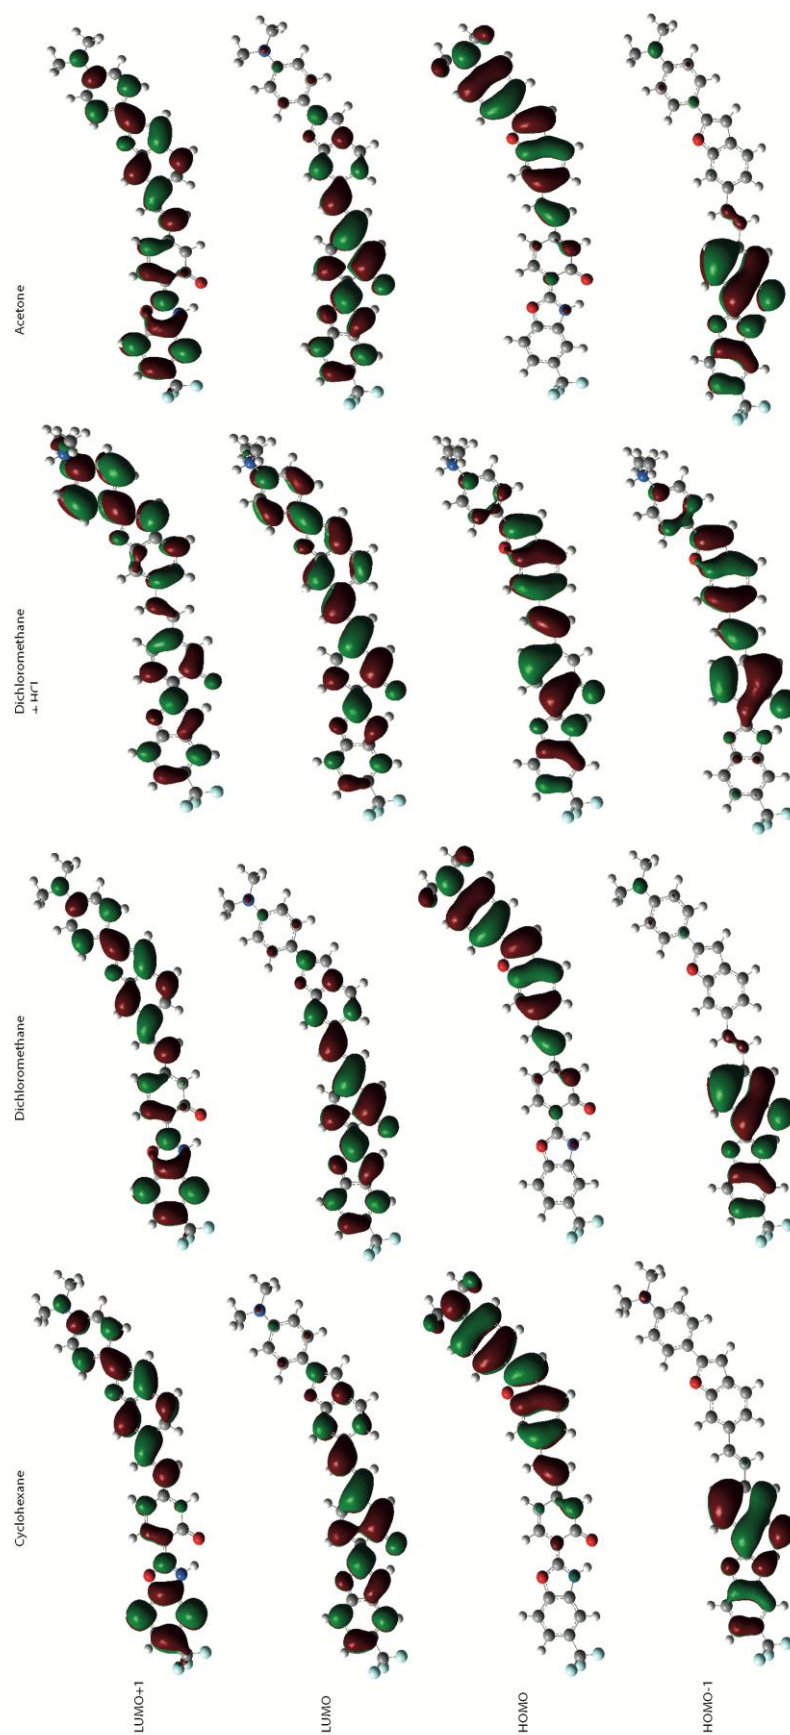 Cyclohexane
Dichloromethane
Dichloromethane
+ HCl
Acetone
LUMO+1
LUMO
HOMO
HOMO-1